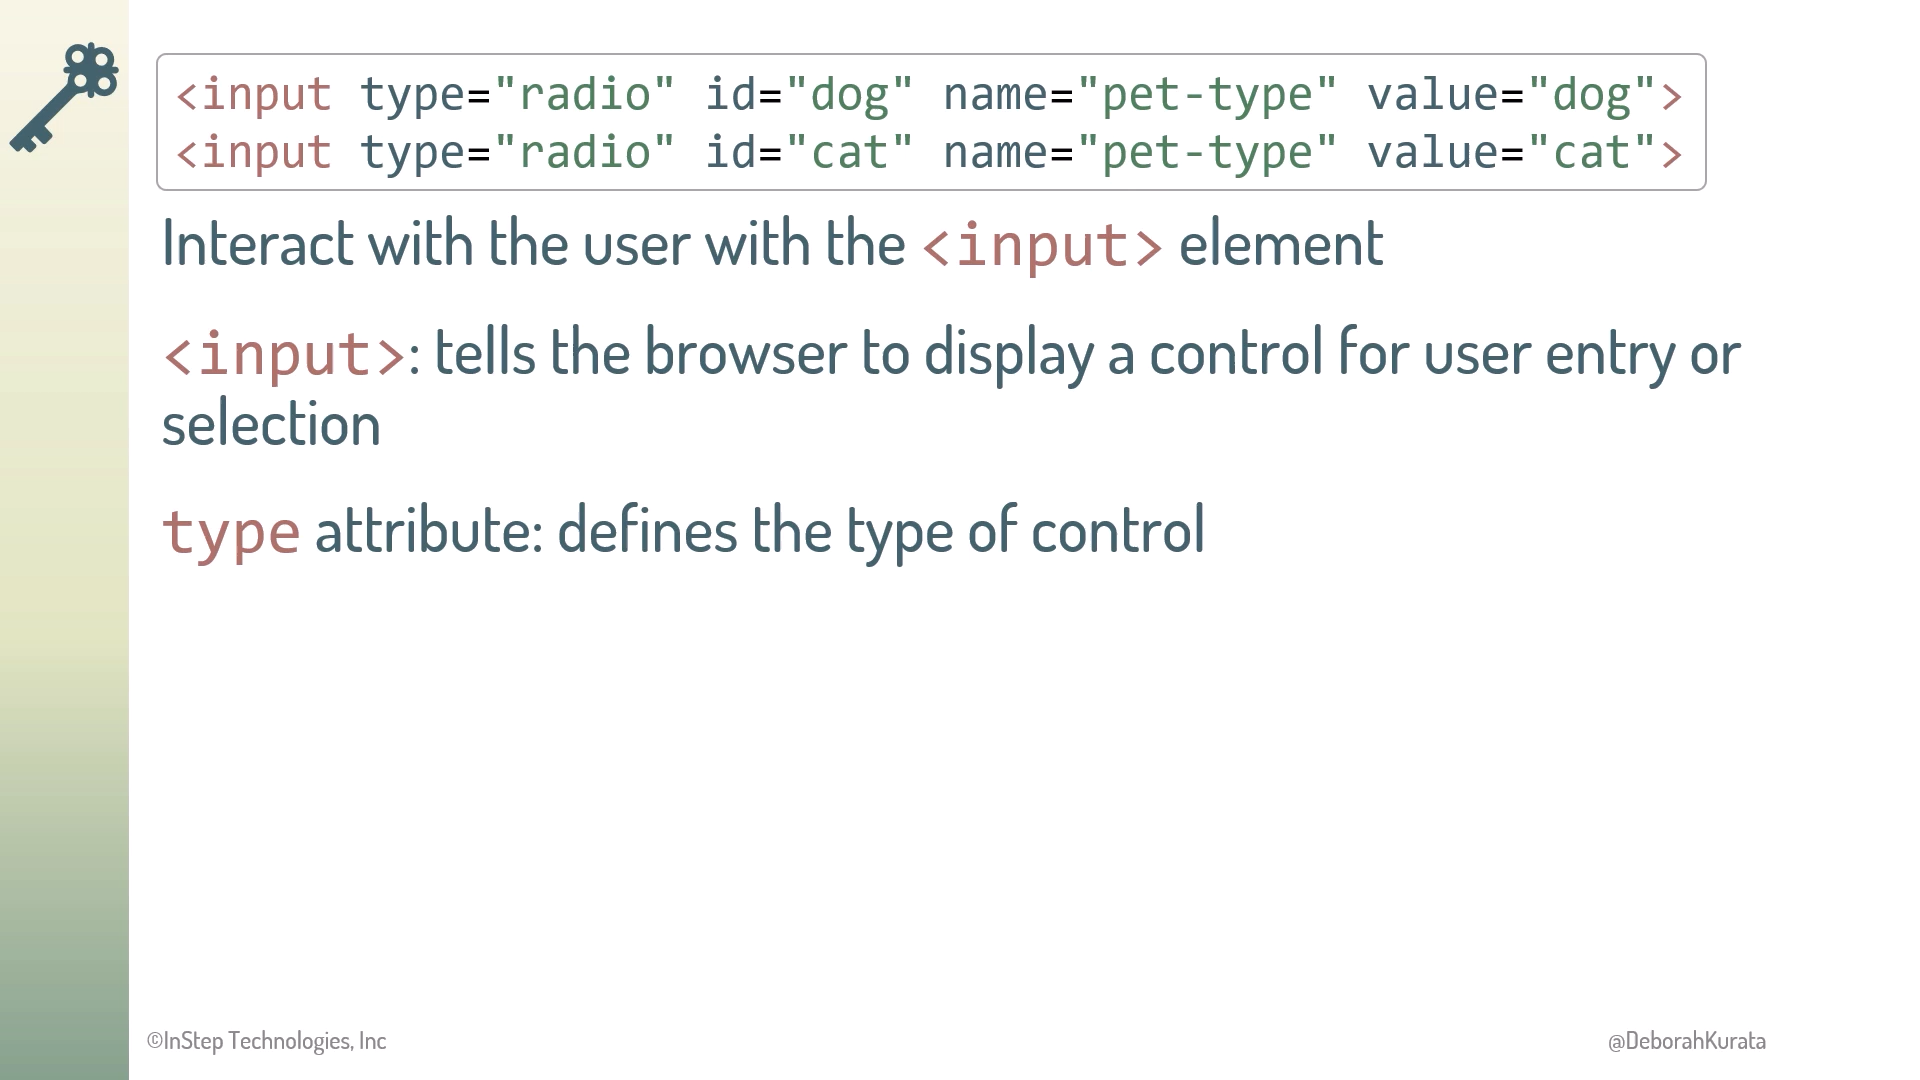 <input type="radio" id="dog" name="pet-type" value="dog">
<input type="radio" id="cat" name="pet-type" value="cat">
Interact with the user with the <input> element
<input>: tells the browser to display a control for user entry or
selection
type attribute: defines the type of control
©InStep Technologies, Inc
@DeborahKurata